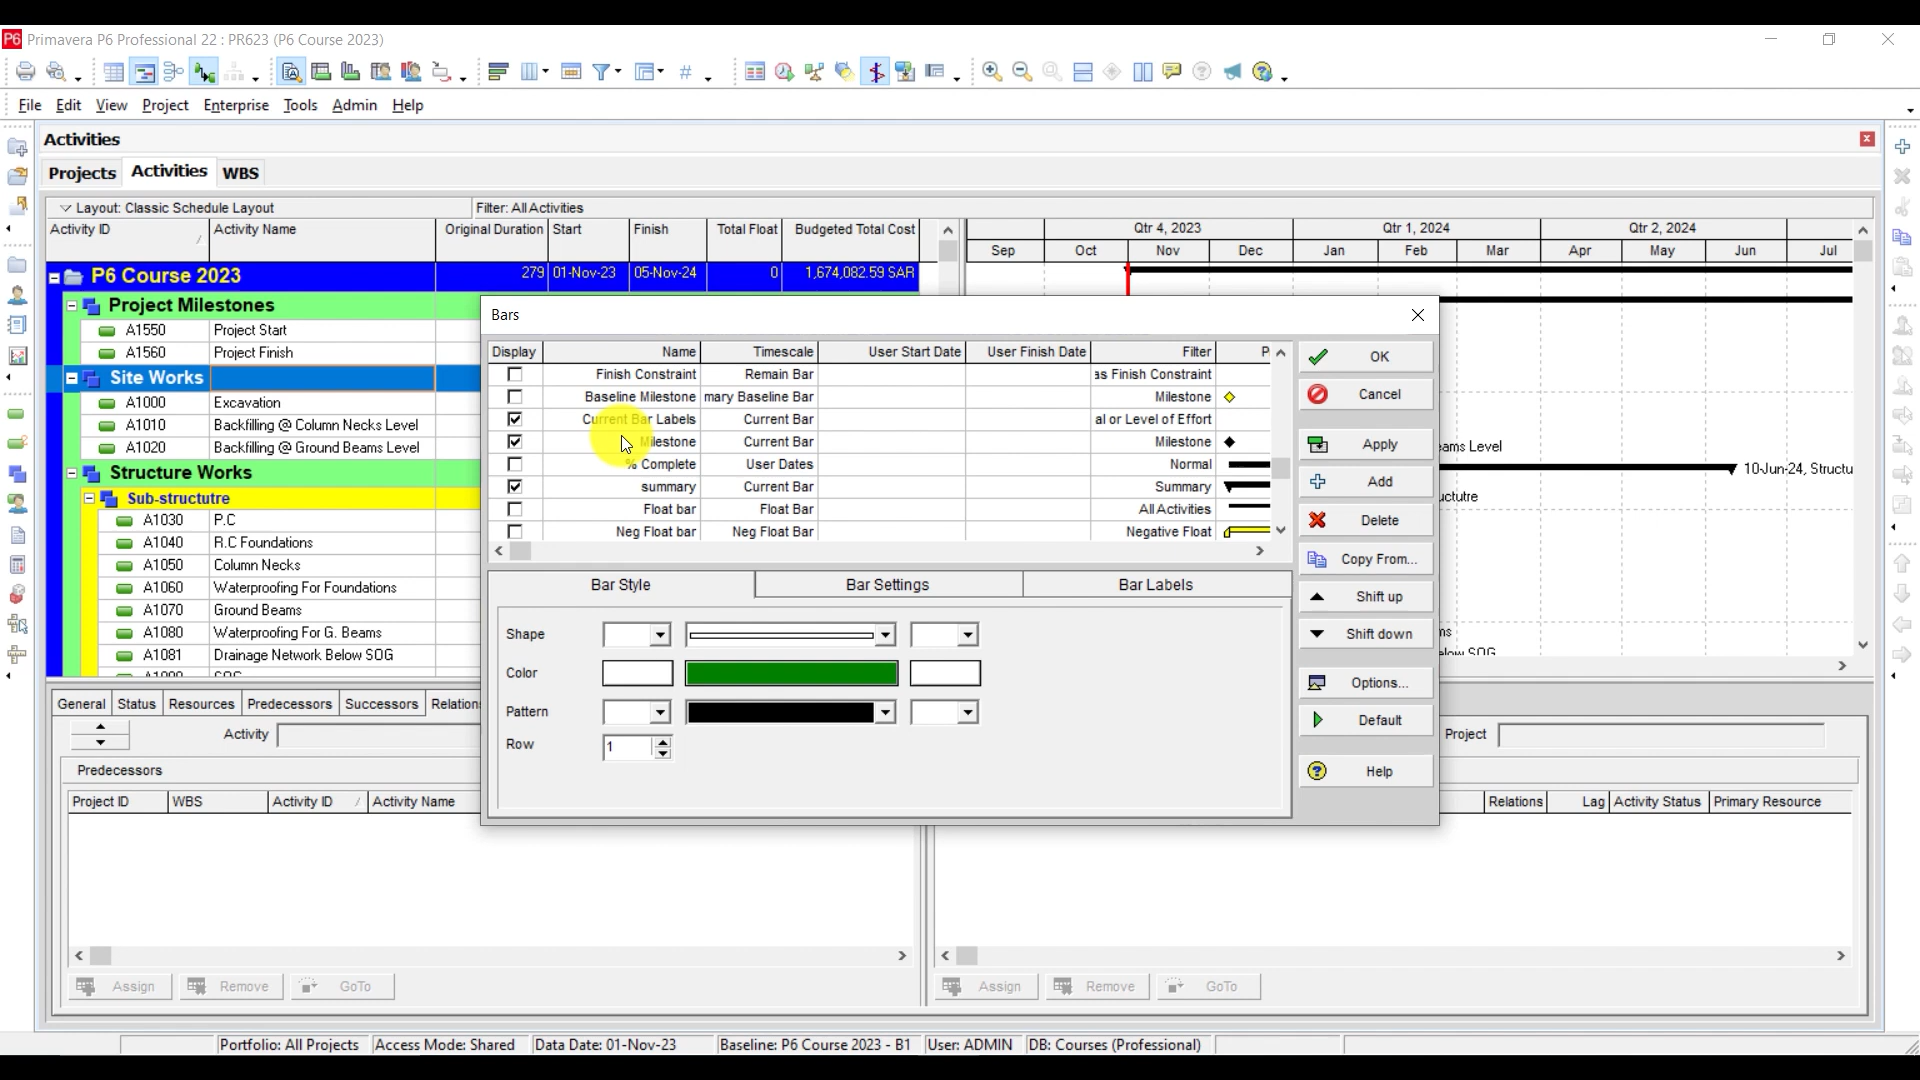 P6 Primavera P6 Professional 22 : PR623 (P6 Course 2023)
File Edit View Project Enterprise Tools Admin Help
Activities
Projects Activities WBS
Layout: Classic Schedule Layout Filter: All Activities
Activity ID Activity Name Original Duration Start Finish Total Float Budgeted Total Cost
Qtr 4, 2023 Qtr 1, 2024 Qtr 2, 2024
Sep Oct Nov Dec Jan Feb Mar Apr May Jun Jul
P6 Course 2023 279 01-Nov-23 05-Nov-24 0 1,674,082.59 SAR
Project Milestones
A1550 Project Start
A1560 Project Finish
Site Works
A1000 Excavation
A1010 Backfilling @ Column Necks Level
A1020 Backfilling @ Ground Beams Level
Structure Works
Sub-structutre
A1030 P.C
A1040 R.C Foundations
A1050 Column Necks
A1060 Waterproofing For Foundations
A1070 Ground Beams
A1080 Waterproofing For G. Beams
A1081 Drainage Network Below SOG
A1090 SOG
eams Level
10-Jun-24, Structu
uctutre
ms
elow SOG
Bars
Display Name Timescale User Start Date User Finish Date Filter P
Finish Constraint Remain Bar as Finish Constraint
Baseline Milestone mary Baseline Bar Milestone
Current Bar Labels Current Bar al or Level of Effort
Milestone Current Bar Milestone
% Complete User Dates Normal
summary Current Bar Summary
Float bar Float Bar All Activities
Neg Float bar Neg Float Bar Negative Float
Bar Style Bar Settings Bar Labels
Shape
Color
Pattern
Row 1
OK
Cancel
Apply
Add
Delete
Copy From...
Shift up
Shift down
Options...
Default
Help
General Status Resources Predecessors Successors Relation
Activity Project
Predecessors
Project ID WBS Activity ID Activity Name
Relations Lag Activity Status Primary Resource
Assign Remove GoTo Assign Remove GoTo
Portfolio: All Projects Access Mode: Shared Data Date: 01-Nov-23 Baseline: P6 Course 2023 - B1 User: ADMIN DB: Courses (Professional)